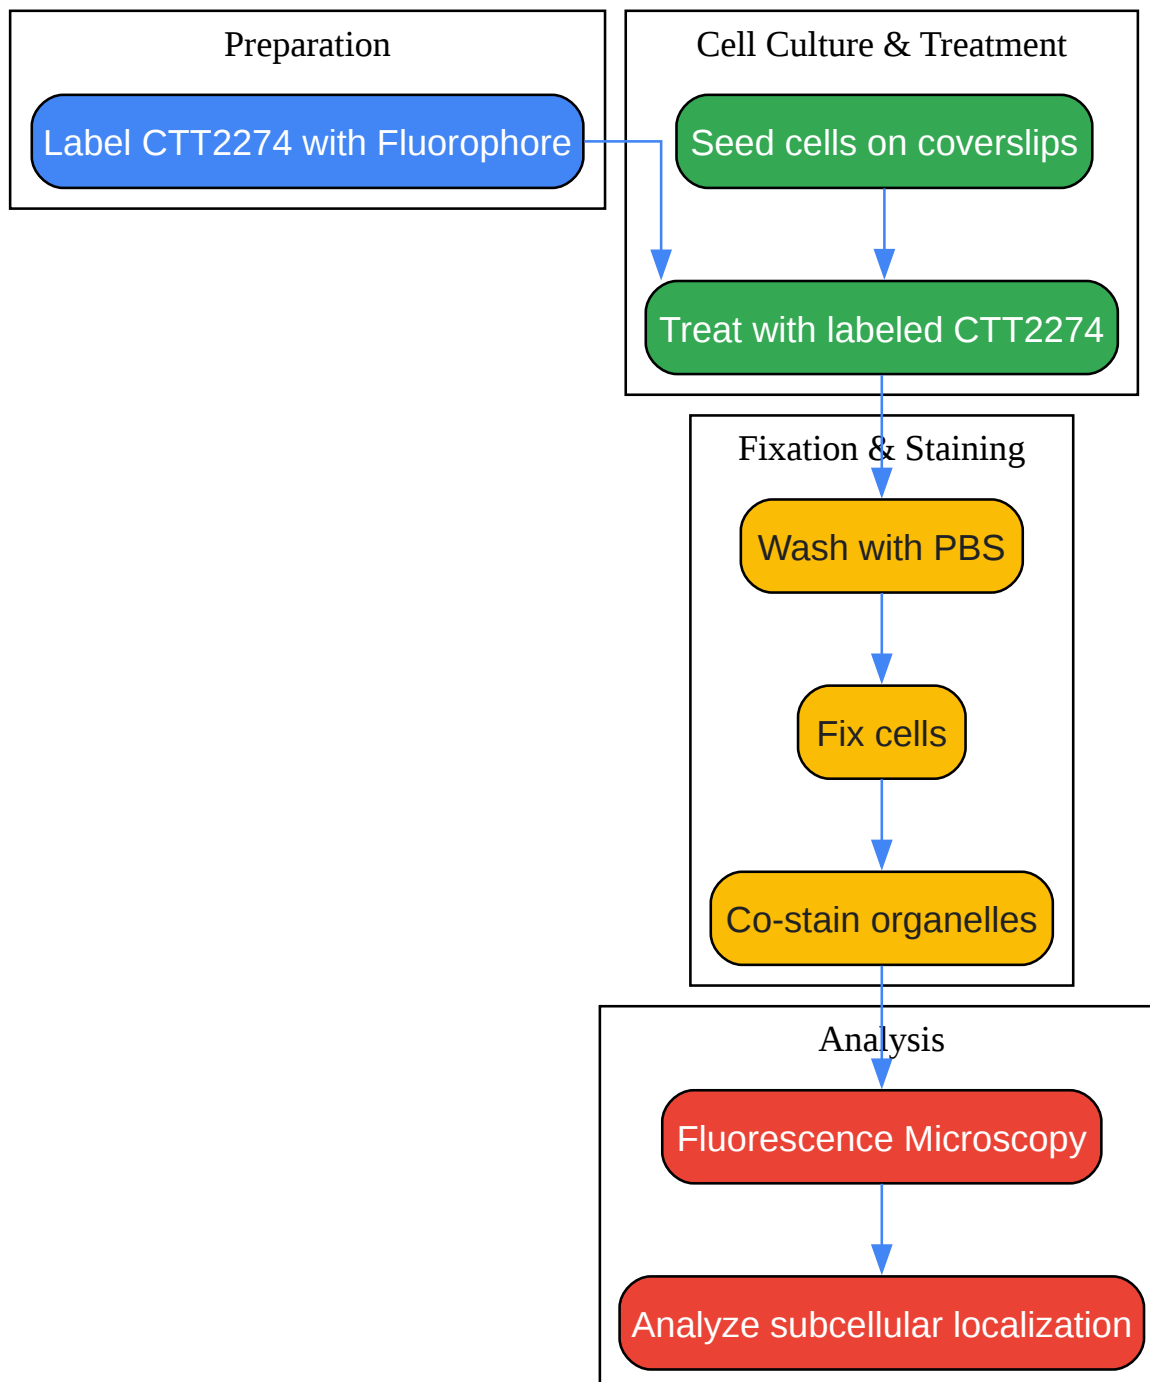 Preparation
Label CTT2274 with Fluorophore
Cell Culture & Treatment
Seed cells on coverslips
Treat with labeled CTT2274
Fixation & Staining
Wash with PBS
Fix cells
Co-stain organelles
Analysis
Fluorescence Microscopy
Analyze subcellular localization